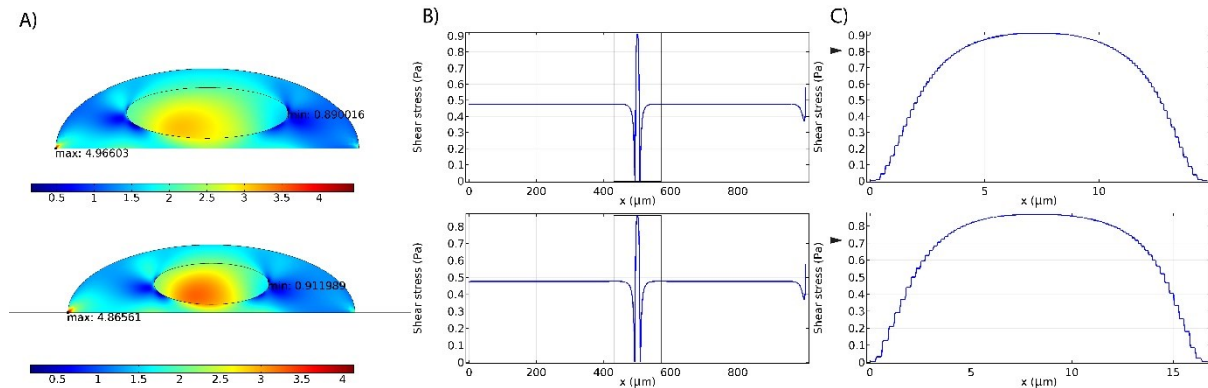 A)
min: 0.890016
max: 4.96603
0.5 1 1.5 2 2.5 3 3.5 4
min: 0.911989
max: 4.86561
0.5 1 1.5 2 2.5 3 3.5 4
B)
Shear stress (Pa)
0.9
0.8
0.7
0.6
0.5
0.4
0.3
0.2
0.1
0
0 200 400 600 800
x (μm)
Shear stress (Pa)
0.8
0.7
0.6
0.5
0.4
0.3
0.2
0.1
0
0 200 400 600 800
x (μm)
C)
Shear stress (Pa)
0.9
0.8
0.7
0.6
0.5
0.4
0.3
0.2
0.1
0
0 5 10
x (μm)
Shear stress (Pa)
0.8
0.7
0.6
0.5
0.4
0.3
0.2
0.1
0
0 5 10 15
x (μm)